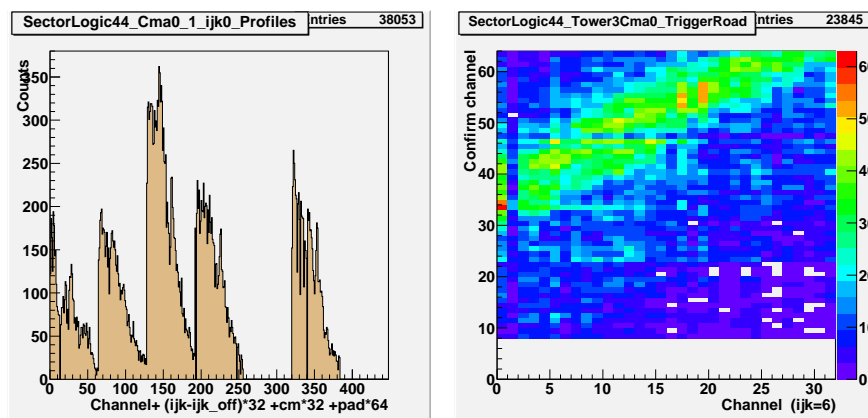 SectorLogic44_Cma0_1_ijk0_Profiles
ntries 38053
Counts
350
300
250
200
150
100
50
0
0 50 100 150 200 250 300 350 400
Channel+ (ijk-ijk_off)*32 +cm*32 +pad*64
SectorLogic44_Tower3Cma0_TriggerRoad
ntries 23845
Confirm channel
60
50
40
30
20
10
0
0 5 10 15 20 25 30
Channel (ijk=6)